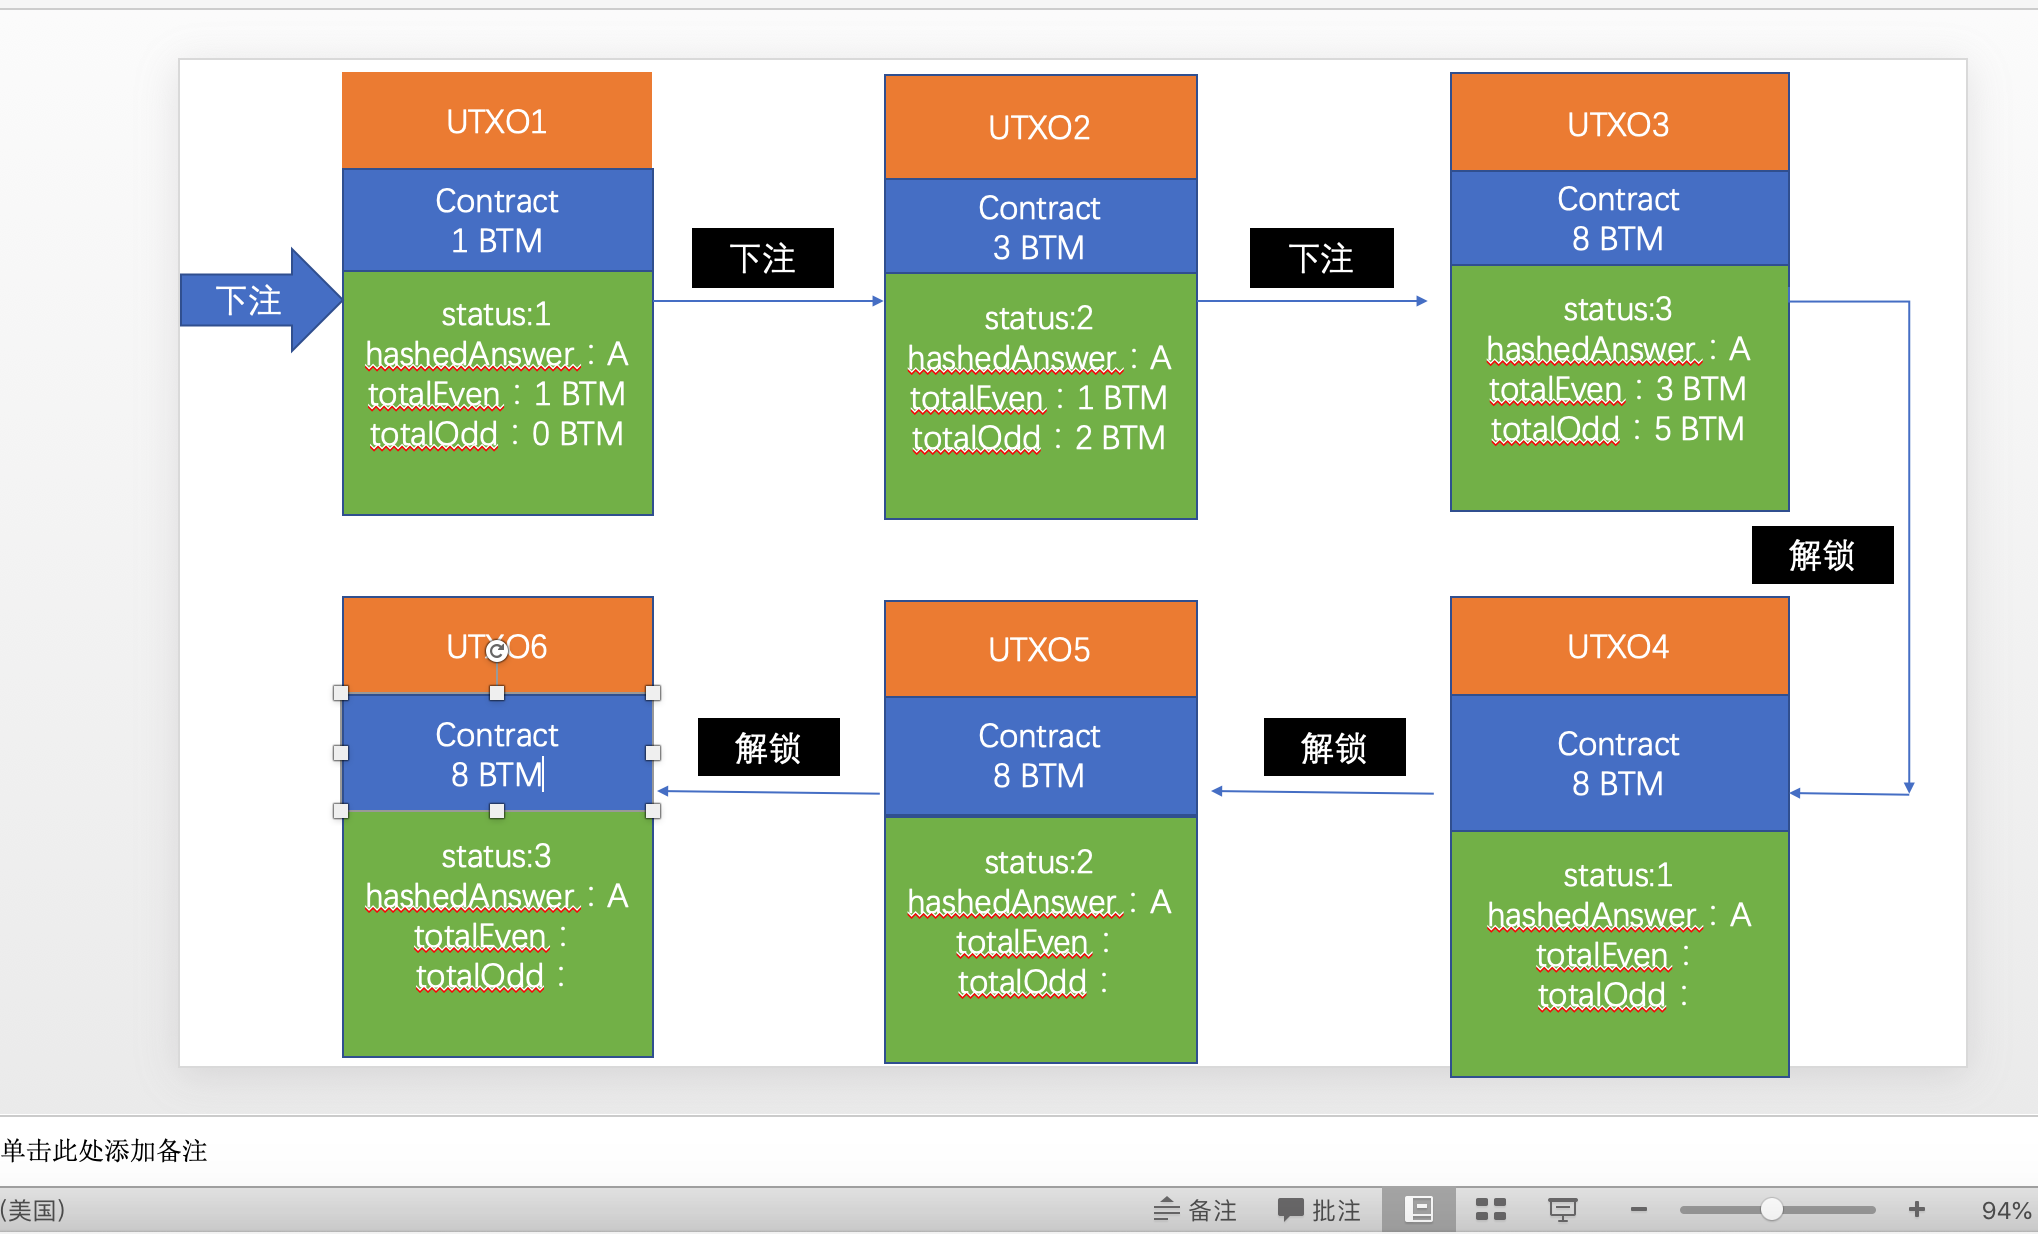 UTXO1
Contract
1 BTM
status:1
hashedAnswer：A
totalEven：1 BTM
totalOdd：0 BTM
下注
下注
UTXO2
Contract
3 BTM
status:2
hashedAnswer：A
totalEven：1 BTM
totalOdd：2 BTM
下注
UTXO3
Contract
8 BTM
status:3
hashedAnswer：A
totalEven：3 BTM
totalOdd：5 BTM
解锁
UTXO4
Contract
8 BTM
status:1
hashedAnswer：A
totalEven：
totalOdd：
解锁
UTXO5
Contract
8 BTM
status:2
hashedAnswer：A
totalEven：
totalOdd：
解锁
UTXO6
Contract
8 BTM
status:3
hashedAnswer：A
totalEven：
totalOdd：
单击此处添加备注
(美国)
备注
批注
94%